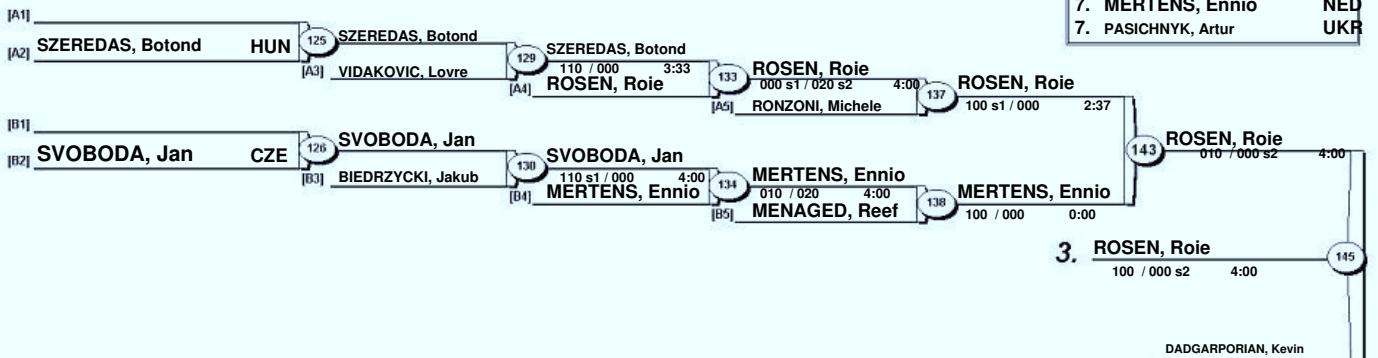 7. MERTENS, Ennio NED
7. PASICHNYK, Artur UKR
[A1]
[A2] SZEREDAS, Botond HUN
125
SZEREDAS, Botond
[A3] VIDAKOVIC, Lovre
129
SZEREDAS, Botond
110 / 000 3:33
[A4] ROSEN, Roie
133
ROSEN, Roie
000 s1 / 020 s2 4:00
[A5] RONZONI, Michele
137
ROSEN, Roie
100 s1 / 000 2:37
[B1]
[B2] SVOBODA, Jan CZE
126
SVOBODA, Jan
[B3] BIEDRZYCKI, Jakub
130
SVOBODA, Jan
110 s1 / 000 4:00
[B4] MERTENS, Ennio
134
MERTENS, Ennio
010 / 020 4:00
[B5] MENAGED, Reef
138
MERTENS, Ennio
100 / 000 0:00
143
ROSEN, Roie
010 / 000 s2 4:00
3. ROSEN, Roie
100 / 000 s2 4:00
145
DADGARPORIAN, Kevin